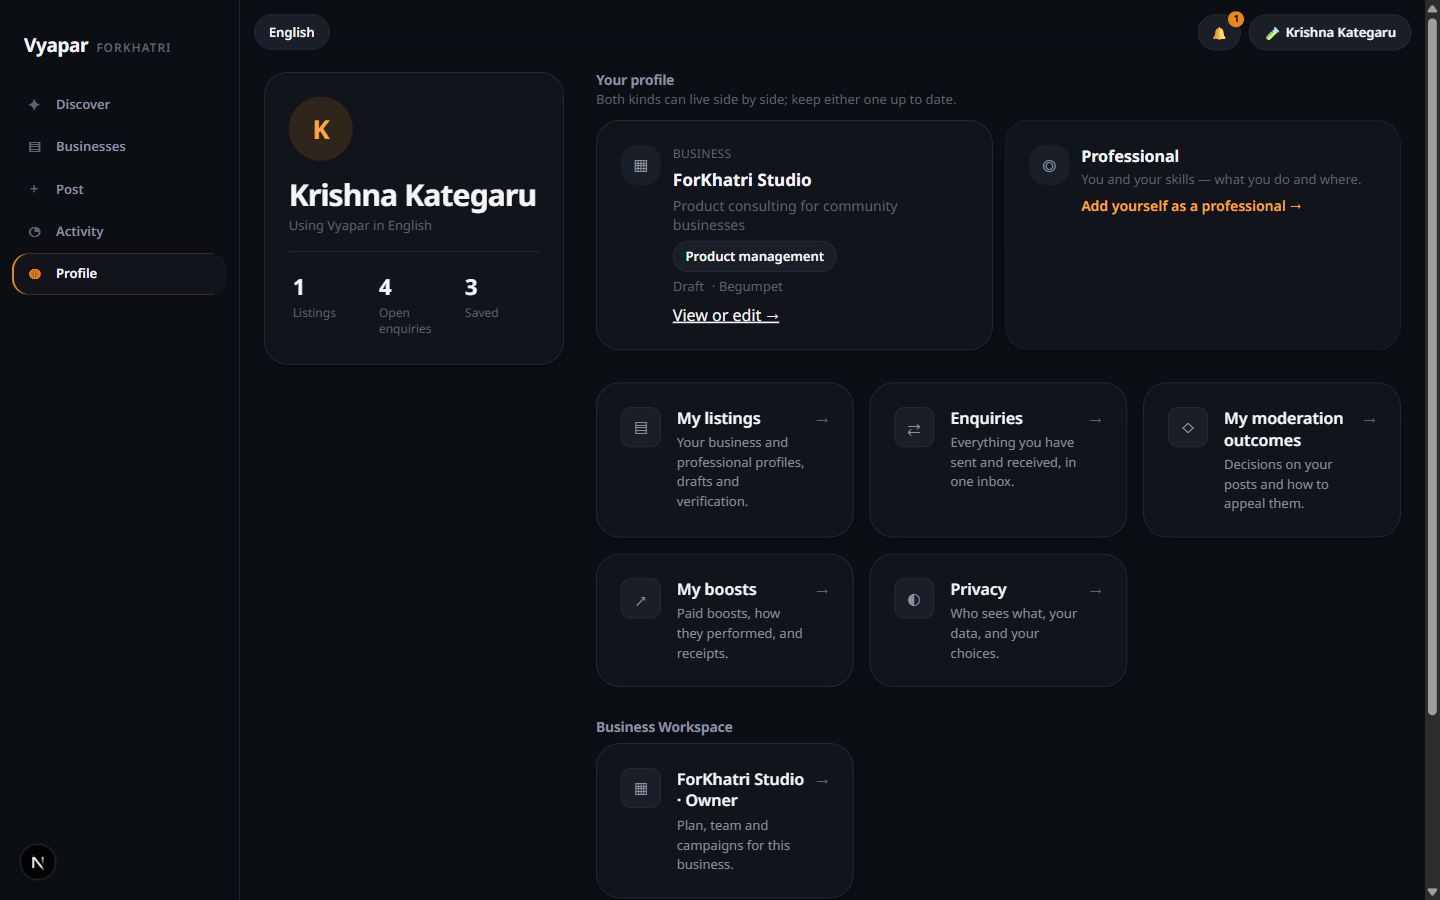 Vyapar FORKHATRI
Discover
Businesses
Post
Activity
Profile
N
English
1
Krishna Kategaru
K
Krishna Kategaru
Using Vyapar in English
1
Listings
4
Open
enquiries
3
Saved
Your profile
Both kinds can live side by side; keep either one up to date.
BUSINESS
ForKhatri Studio
Product consulting for community
businesses
Product management
Draft · Begumpet
View or edit →
Professional
You and your skills — what you do and where.
Add yourself as a professional →
My listings →
Your business and
professional profiles,
drafts and
verification.
Enquiries →
Everything you have
sent and received, in
one inbox.
My moderation →
outcomes
Decisions on your
posts and how to
appeal them.
My boosts →
Paid boosts, how
they performed, and
receipts.
Privacy →
Who sees what, your
data, and your
choices.
Business Workspace
ForKhatri Studio →
· Owner
Plan, team and
campaigns for this
business.